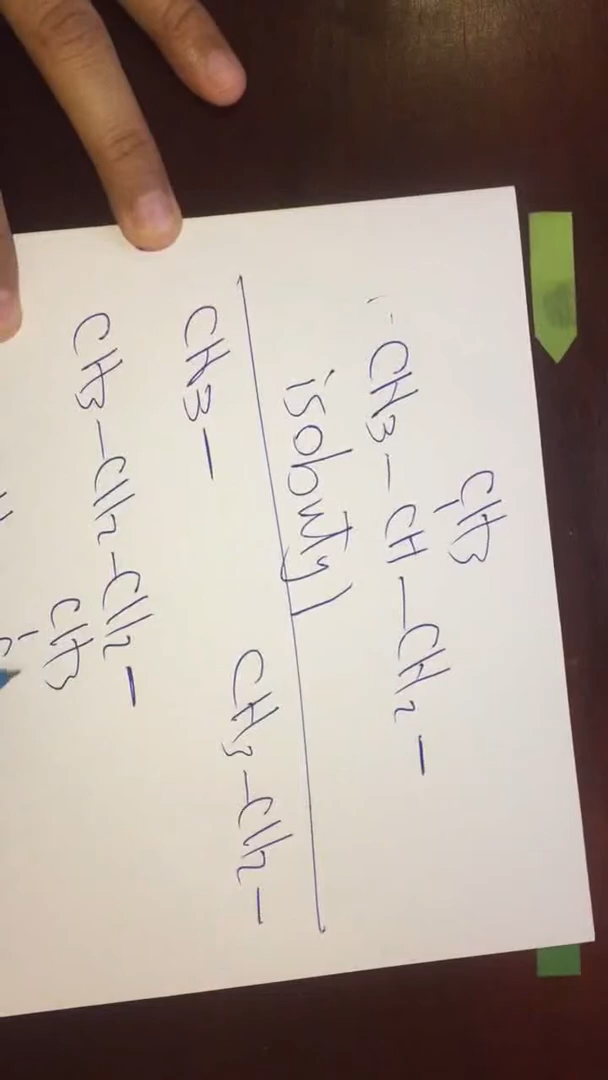 CH3
CH3 – CH – CH2 –
isobutyl
CH3 – CH3 – CH2 –
CH3 – CH2 – CH2 –
CH3